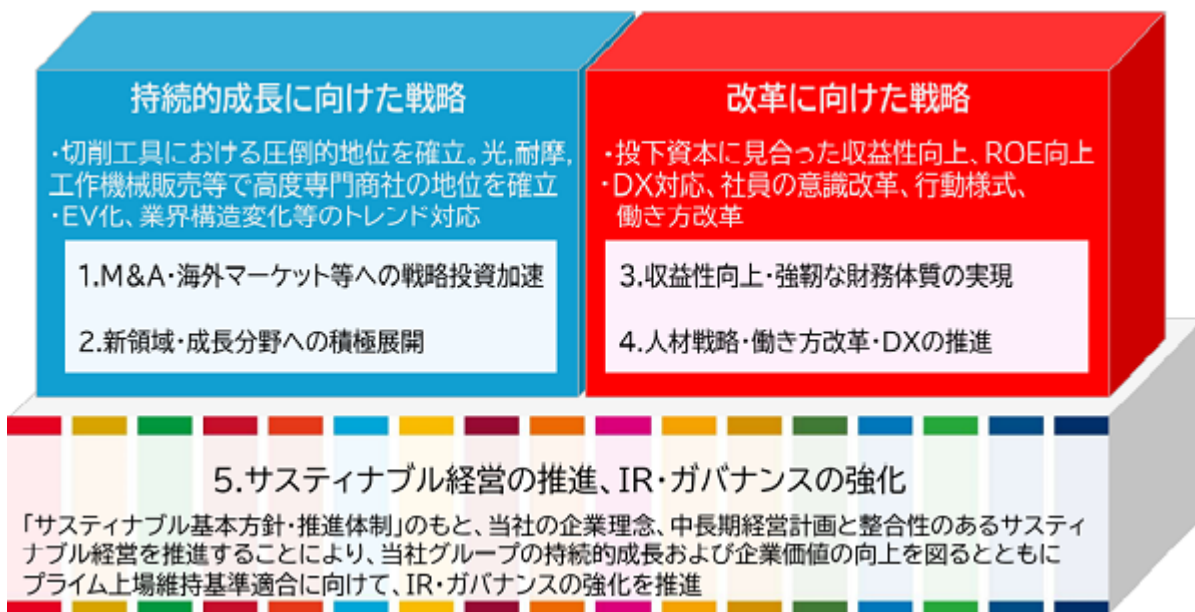 持続的成長に向けた戦略
・切削工具における圧倒的地位を確立。光,耐摩,
工作機械販売等で高度専門商社の地位を確立
・EV化、業界構造変化等のトレンド対応
1.M&A・海外マーケット等への戦略投資加速
2.新領域・成長分野への積極展開
改革に向けた戦略
・投下資本に見合った収益性向上、ROE向上
・DX対応、社員の意識改革、行動様式、
働き方改革
3.収益性向上・強靭な財務体質の実現
4.人材戦略・働き方改革・DXの推進
5.サスティナブル経営の推進、IR・ガバナンスの強化
「サスティナブル基本方針・推進体制」のもと、当社の企業理念、中長期経営計画と整合性のあるサスティ
ナブル経営を推進することにより、当社グループの持続的成長および企業価値の向上を図るとともに
プライム上場維持基準適合に向けて、IR・ガバナンスの強化を推進